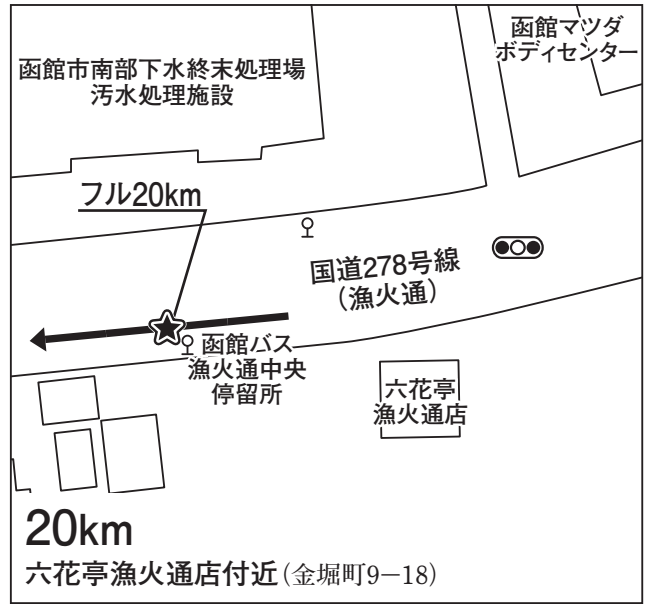 函館マツダ
ボディセンター
函館市南部下水終末処理場
汚水処理施設
フル20km
国道278号線
（漁火通）
函館バス
漁火通中央
停留所
六花亭
漁火通店
20km
六花亭漁火通店付近（金堀町9−18）